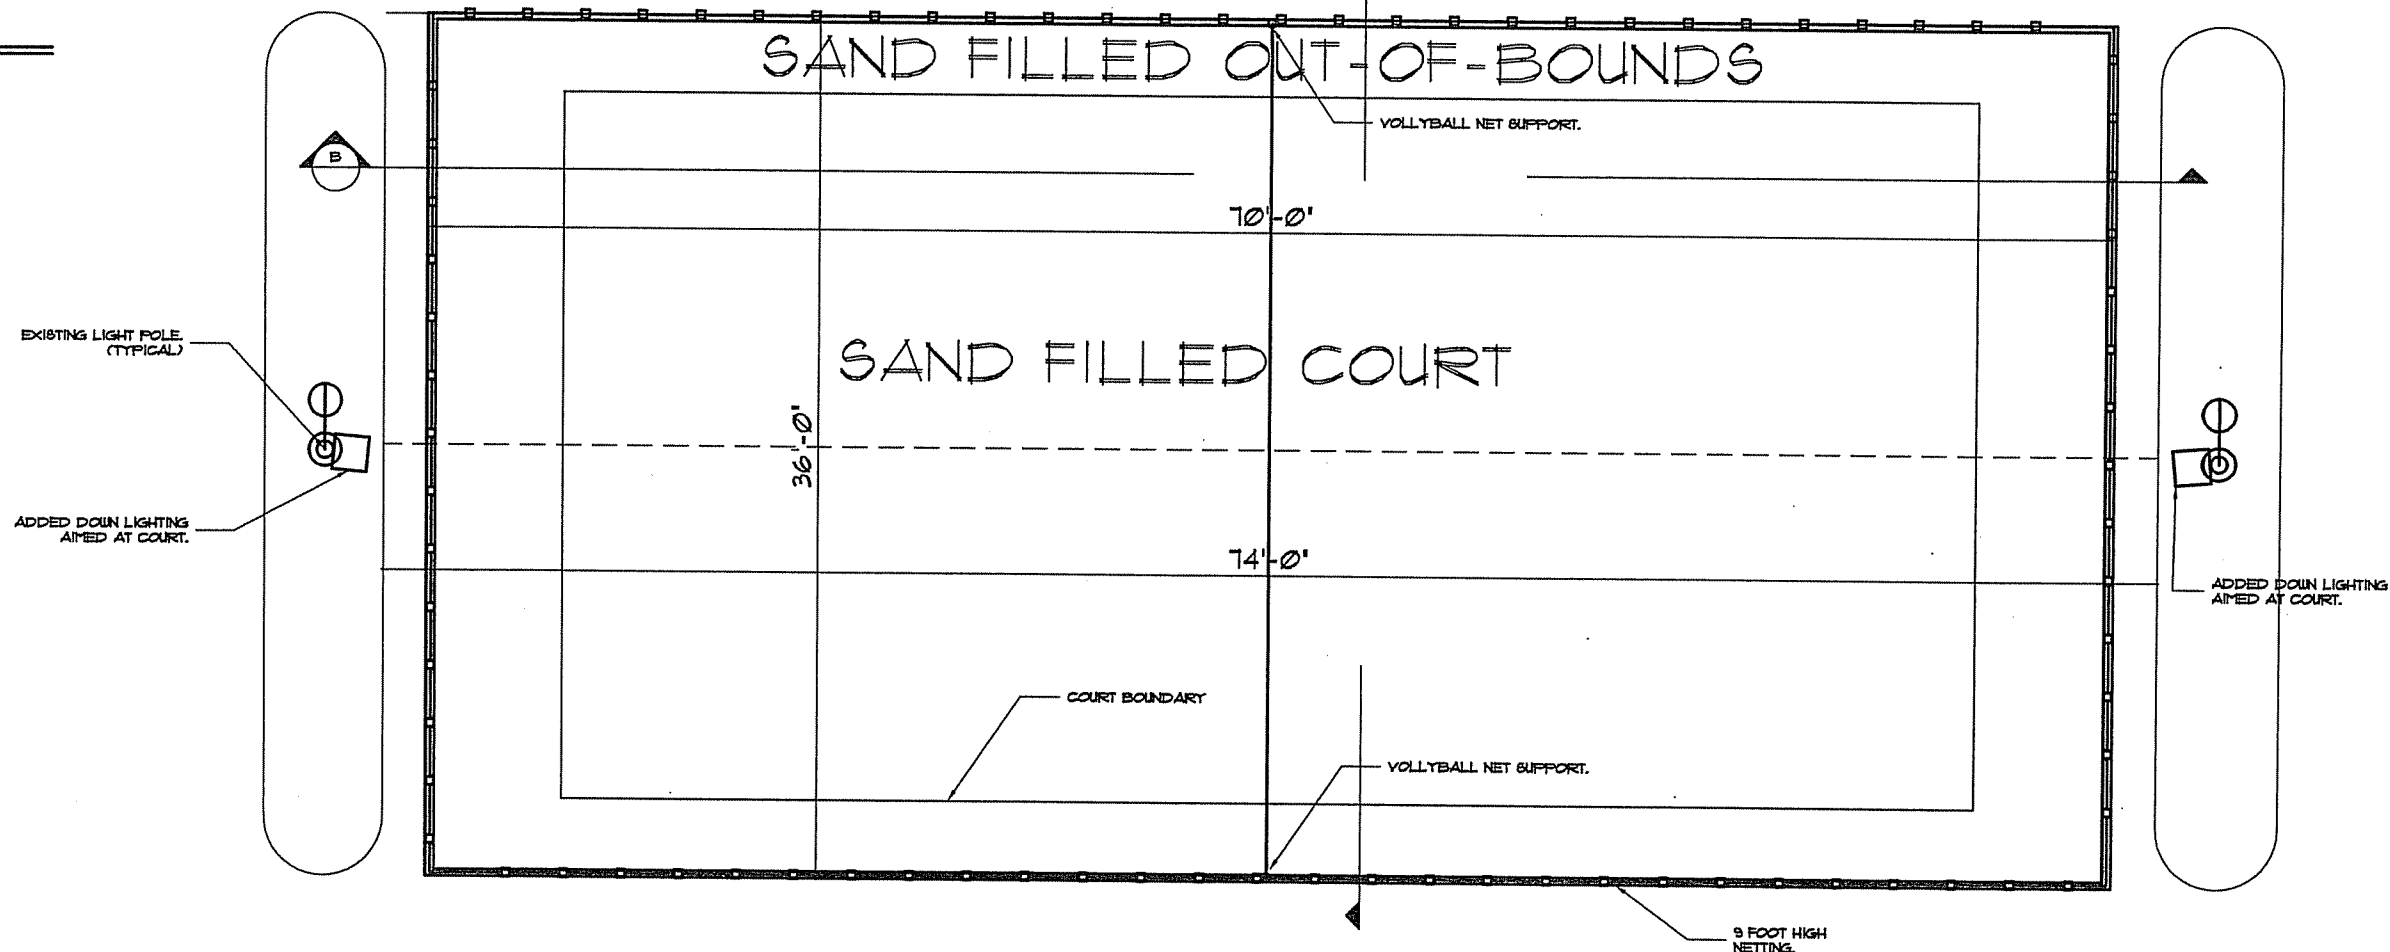 SAND FILLED OUT-OF-BOUNDS
VOLLYBALL NET SUPPORT.
B
70'-0"
EXISTING LIGHT POLE.
(TYPICAL)
SAND FILLED COURT
36'-0"
ADDED DOWN LIGHTING
AIMED AT COURT.
74'-0"
ADDED DOWN LIGHTING
AIMED AT COURT.
COURT BOUNDARY
VOLLYBALL NET SUPPORT.
9 FOOT HIGH
NETTING.